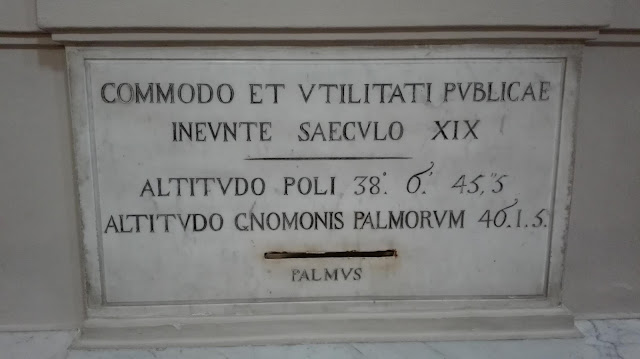 COMMODO ET VTILITATI PVBLICAE
INEVNTE SAECVLO XIX
ALTITVDO POLI 38.° 6.' 45,"5
ALTITVDO GNOMONIS PALMORVM 46.1.5.
PALMVS